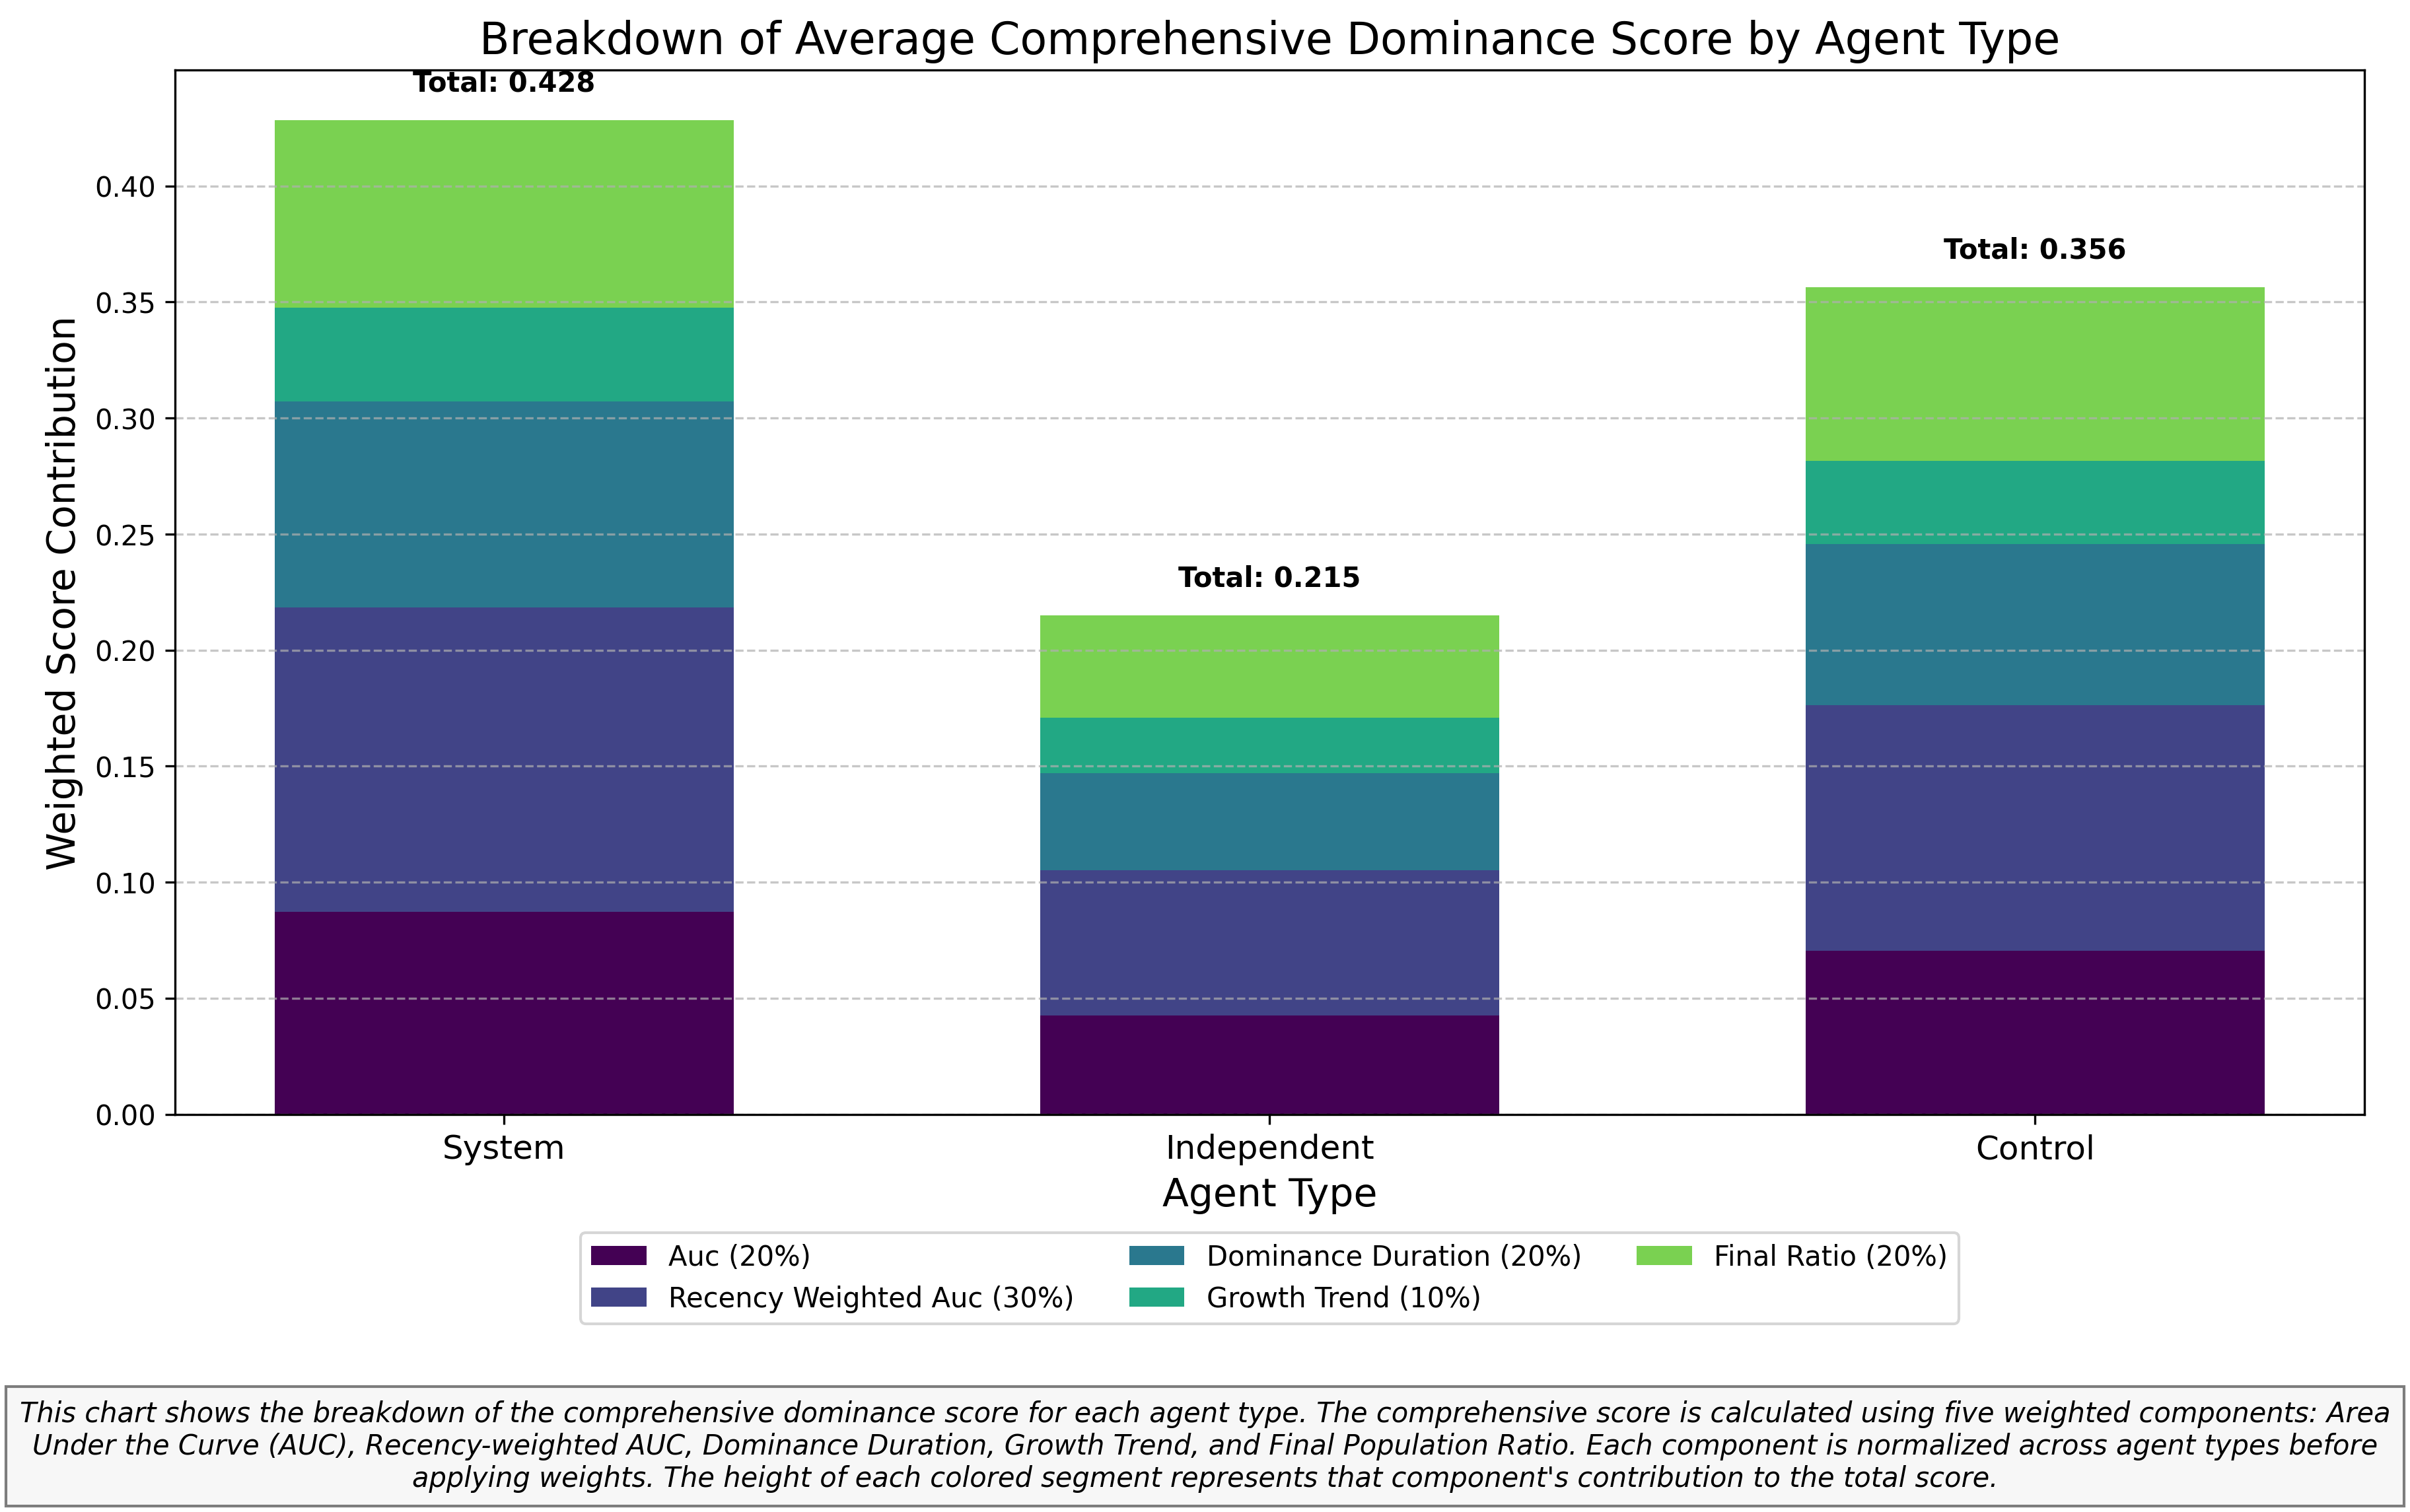 Breakdown of Average Comprehensive Dominance Score by Agent Type
Total: 0.428
Total: 0.215
Total: 0.356
Weighted Score Contribution
0.40
0.35
0.30
0.25
0.20
0.15
0.10
0.05
0.00
System
Independent
Control
Agent Type
Auc (20%)
Recency Weighted Auc (30%)
Dominance Duration (20%)
Growth Trend (10%)
Final Ratio (20%)
This chart shows the breakdown of the comprehensive dominance score for each agent type. The comprehensive score is calculated using five weighted components: Area
Under the Curve (AUC), Recency-weighted AUC, Dominance Duration, Growth Trend, and Final Population Ratio. Each component is normalized across agent types before
applying weights. The height of each colored segment represents that component's contribution to the total score.